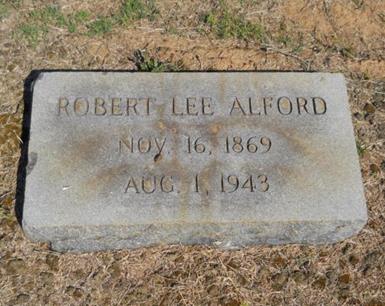 ROBERT LEE ALFORD
NOV. 16, 1869
AUG. 1, 1943